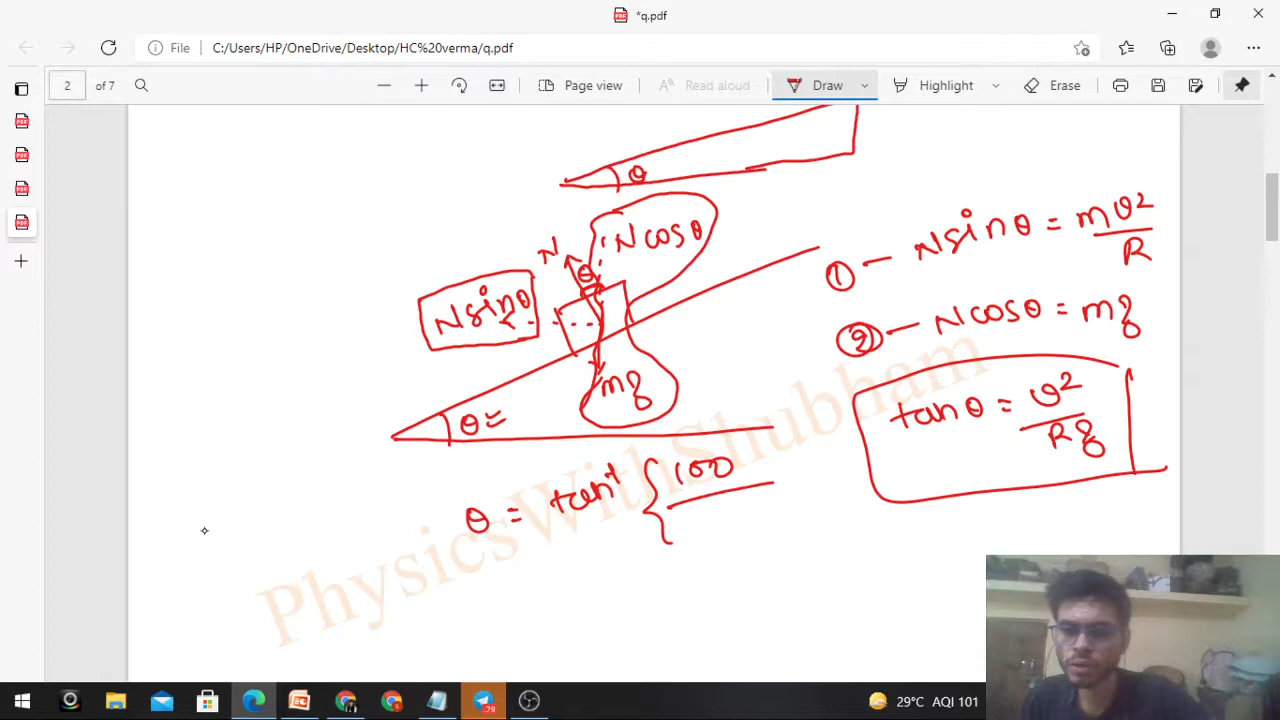 *q.pdf
File C:/Users/HP/OneDrive/Desktop/HC%20verma/q.pdf
2 of 7 Page view Read aloud Draw Highlight Erase
θ
N cosθ
N
θ
N sinθ
mg
θ =
① — N sinθ = mv²/R
② — N cosθ = mg
tanθ = v²/Rg
θ = tan⁻¹ { 100
PhysicsWithShubham
79
29°C AQI 101